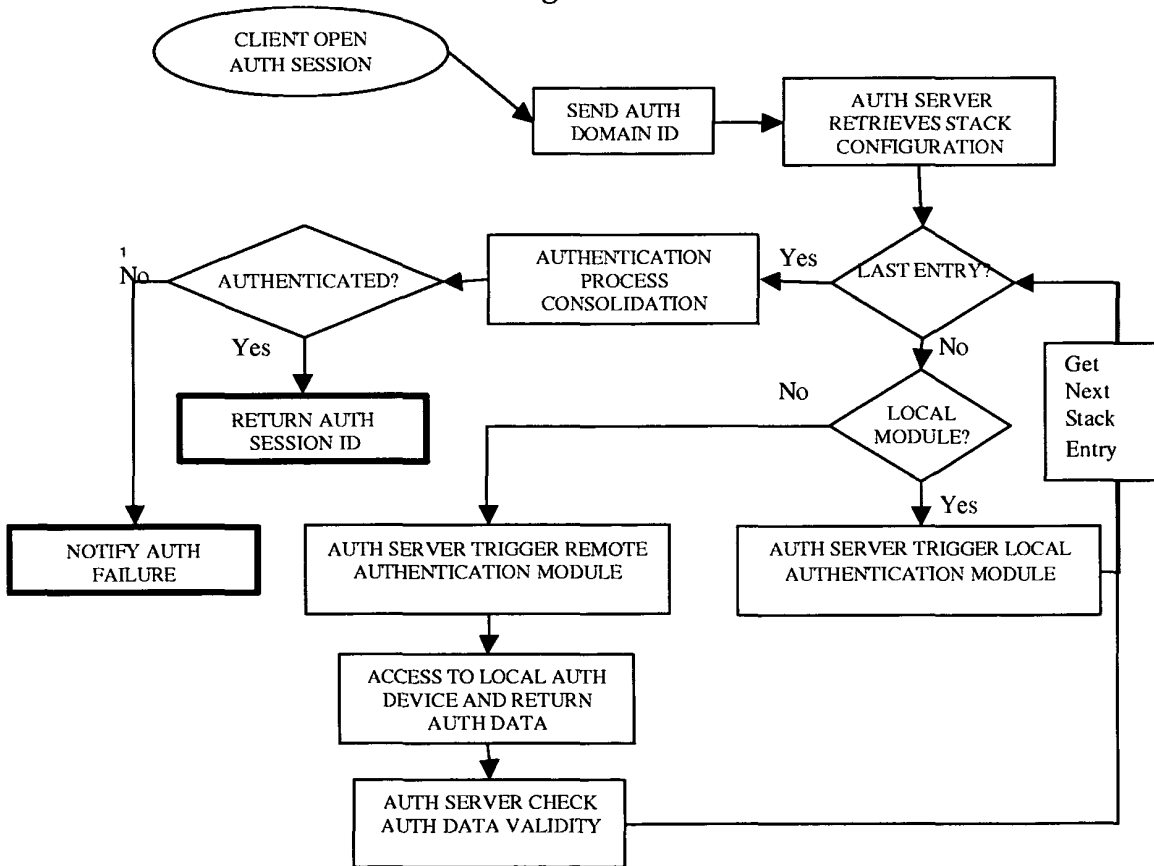 CLIENT OPEN
AUTH SESSION
SEND AUTH
DOMAIN ID
AUTH SERVER
RETRIEVES STACK
CONFIGURATION
1
No
AUTHENTICATED?
AUTHENTICATION
PROCESS
CONSOLIDATION
Yes
LAST ENTRY?
Yes
No
Get
Next
Stack
Entry
RETURN AUTH
SESSION ID
No
LOCAL
MODULE?
Yes
NOTIFY AUTH
FAILURE
AUTH SERVER TRIGGER REMOTE
AUTHENTICATION MODULE
AUTH SERVER TRIGGER LOCAL
AUTHENTICATION MODULE
ACCESS TO LOCAL AUTH
DEVICE AND RETURN
AUTH DATA
AUTH SERVER CHECK
AUTH DATA VALIDITY